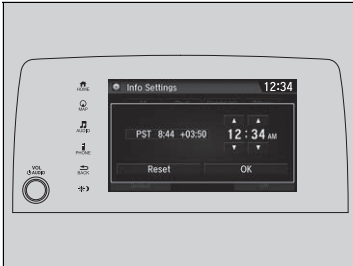 Info Settings 12:34
HOME
MAP
AUDIO
PHONE
BACK
VOL
AUDIO
PST 8:44 +03:50 12:34 AM
Reset OK